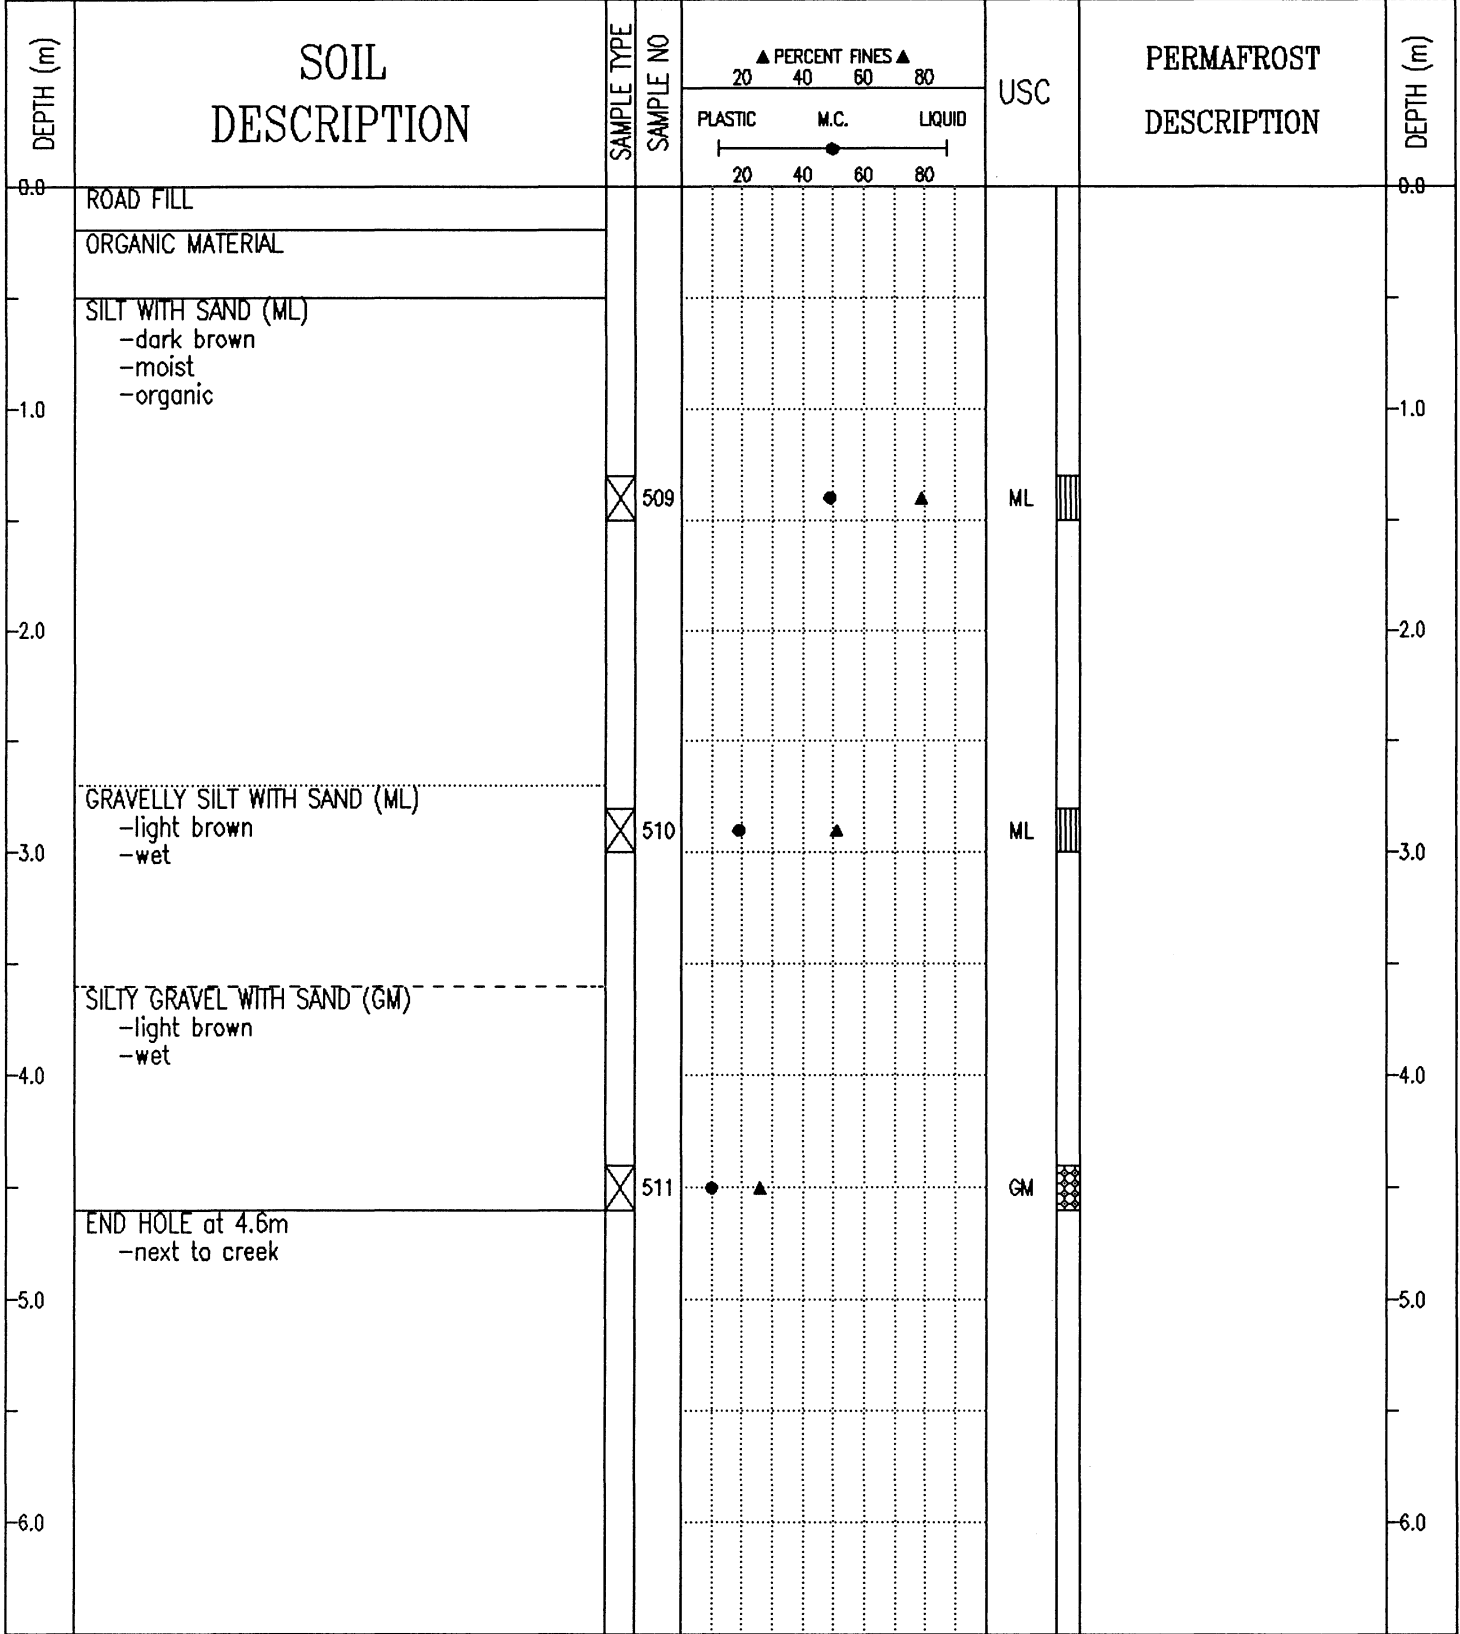 DEPTH (m)
SOIL
DESCRIPTION
SAMPLE TYPE
SAMPLE NO
▲ PERCENT FINES ▲
20 40 60 80
PLASTIC M.C. LIQUID
20 40 60 80
USC
PERMAFROST
DESCRIPTION
DEPTH (m)
0.0 0.0
ROAD FILL
ORGANIC MATERIAL
SILT WITH SAND (ML)
-dark brown
-moist
-organic
1.0 1.0
509 ML
2.0 2.0
GRAVELLY SILT WITH SAND (ML)
-light brown
510 ML
-wet
3.0 3.0
SILTY GRAVEL WITH SAND (GM)
-light brown
-wet
4.0 4.0
511 GM
END HOLE at 4.6m
-next to creek
5.0 5.0
6.0 6.0